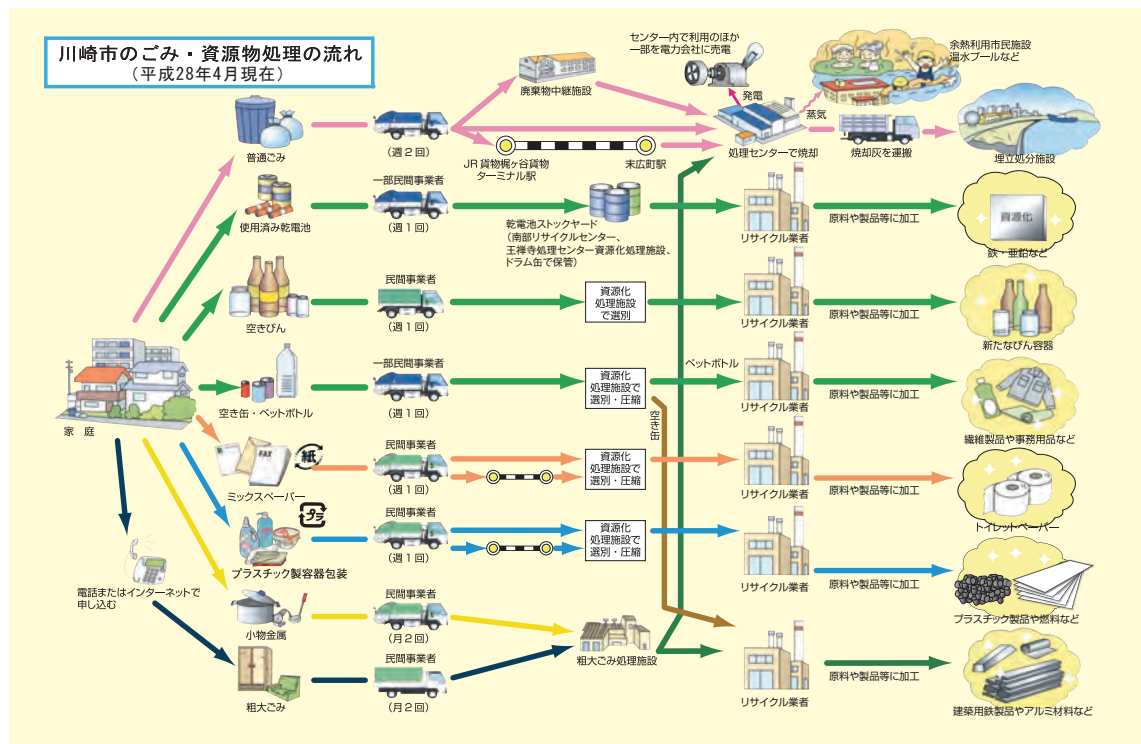 川崎市のごみ・資源物処理の流れ
（平成28年4月現在）
センター内で利用のほか
一部を電力会社に売電
余熱利用市民施設
温水プールなど
廃棄物中継施設
発電
蒸気
普通ごみ
（週2回）
JR貨物梶ヶ谷貨物
ターミナル駅
末広町駅
処理センターで焼却
焼却灰を運搬
埋立処分施設
一部民間事業者
使用済み乾電池
（週1回）
乾電池ストックヤード
（南部リサイクルセンター、
王禅寺処理センター資源化処理施設、
ドラム缶で保管）
リサイクル業者
原料や製品等に加工
資源化
鉄・亜鉛など
民間事業者
空きびん
（週1回）
資源化
処理施設
で選別
リサイクル業者
原料や製品等に加工
新たなびん容器
家庭
一部民間事業者
空き缶・ペットボトル
（週1回）
資源化
処理施設で
選別・圧縮
ペットボトル
空き缶
リサイクル業者
原料や製品等に加工
繊維製品や事務用品など
FAX
紙
民間事業者
ミックスペーパー
（週1回）
資源化
処理施設で
選別・圧縮
リサイクル業者
原料や製品等に加工
トイレットペーパー
プラ
民間事業者
プラスチック製容器包装
（週1回）
資源化
処理施設で
選別・圧縮
リサイクル業者
原料や製品等に加工
プラスチック製品や燃料など
電話またはインターネットで
申し込む
民間事業者
小物金属
（月2回）
粗大ごみ処理施設
民間事業者
粗大ごみ
（月2回）
リサイクル業者
原料や製品等に加工
建築用鉄製品やアルミ材料など